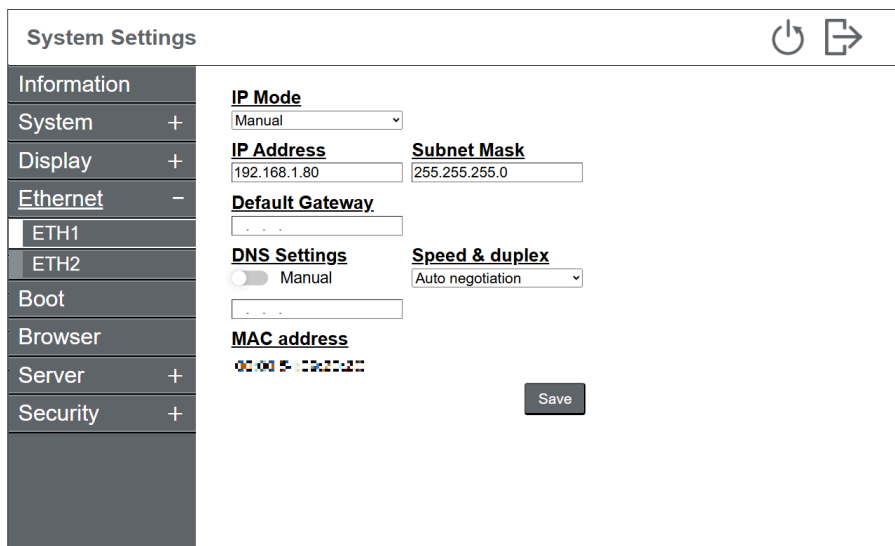 System Settings
Information
System +
Display +
Ethernet −
ETH1
ETH2
Boot
Browser
Server +
Security +
IP Mode
Manual
IP Address Subnet Mask
192.168.1.80 255.255.255.0
Default Gateway
. . .
DNS Settings Speed & duplex
Manual Auto negotiation
. . .
MAC address
Save